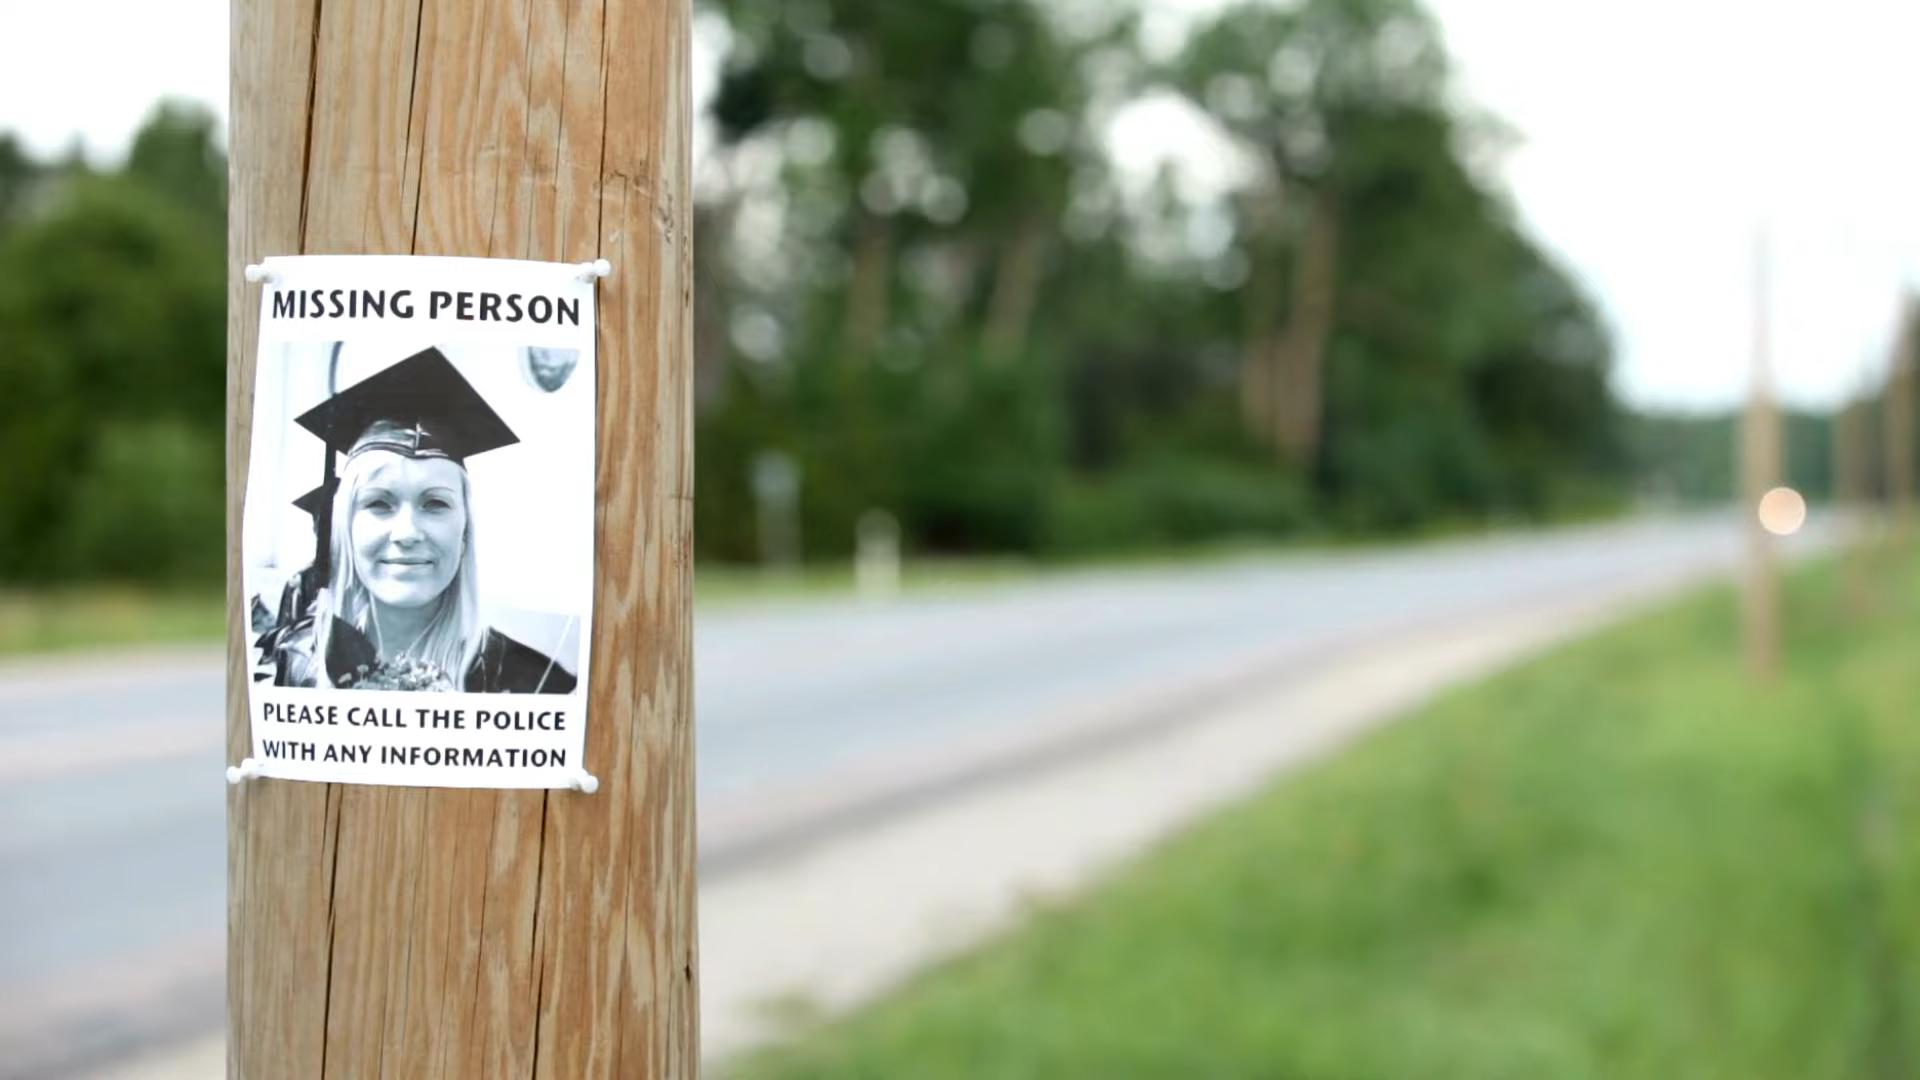 MISSING PERSON
PLEASE CALL THE POLICE
WITH ANY INFORMATION